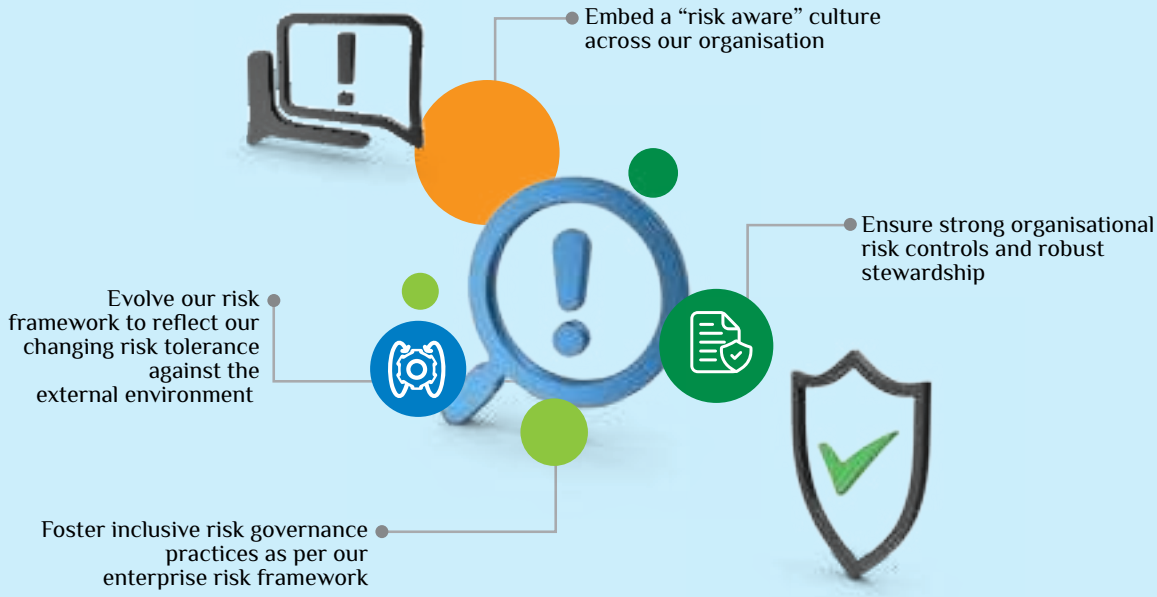 Embed a “risk aware” culture
across our organisation
Ensure strong organisational
risk controls and robust
stewardship
Evolve our risk
framework to reflect our
changing risk tolerance
against the
external environment
Foster inclusive risk governance
practices as per our
enterprise risk framework